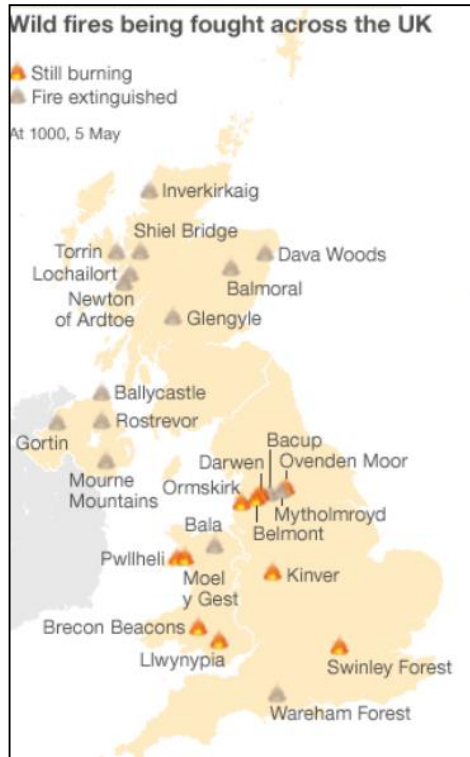 Wild fires being fought across the UK
Still burning
Fire extinguished
At 1000, 5 May
Inverkirkaig
Shiel Bridge
Torrin
Dava Woods
Lochailort
Balmoral
Newton
of Ardtoe
Glengyle
Ballycastle
Rostrevor
Gortin
Mourne
Mountains
Bacup
Darwen
Ovenden Moor
Ormskirk
Mytholmroyd
Belmont
Bala
Pwllheli
Moel
y Gest
Kinver
Brecon Beacons
Llwynypia
Swinley Forest
Wareham Forest